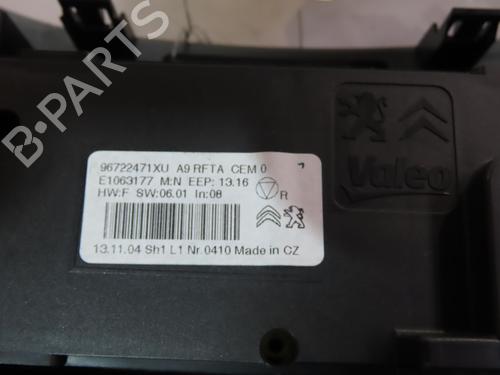 96722471XU A9 RFTA CEM 0
E1063177 M:N EEP: 13.16
R
HW:F SW:06.01 In:08
13.11.04 Sh1 L1 Nr.0410 Made in CZ
Valeo
B-PARTS